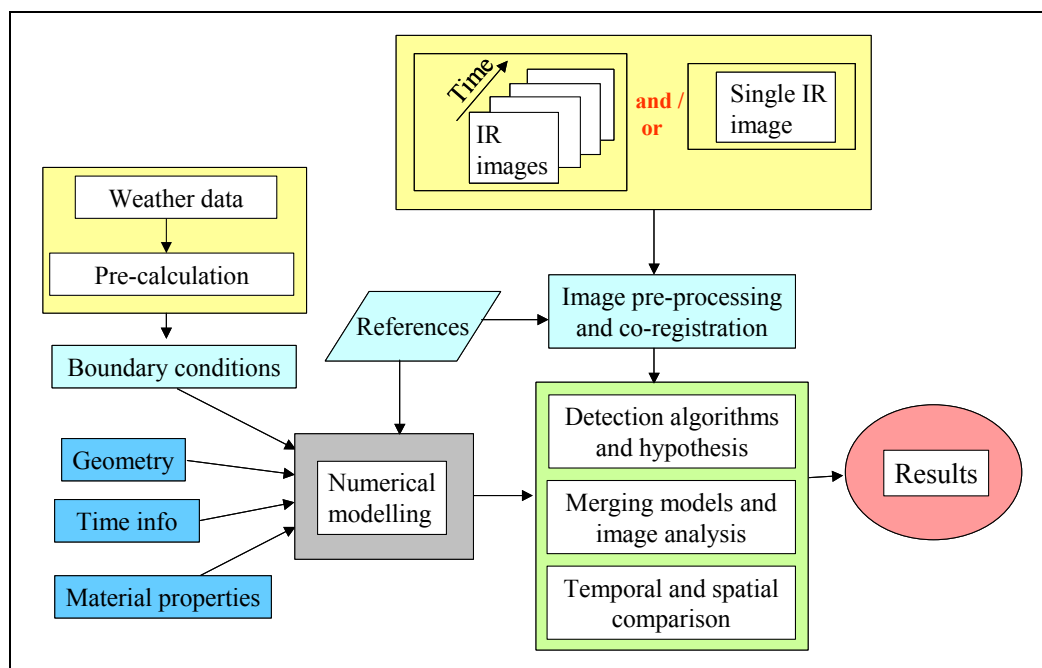 Time
IR
images
and /
or
Single IR
image
Weather data
Pre-calculation
Image pre-processing
and co-registration
References
Boundary conditions
Detection algorithms
and hypothesis
Geometry
Numerical
modelling
Results
Time info
Merging models and
image analysis
Material properties
Temporal and spatial
comparison